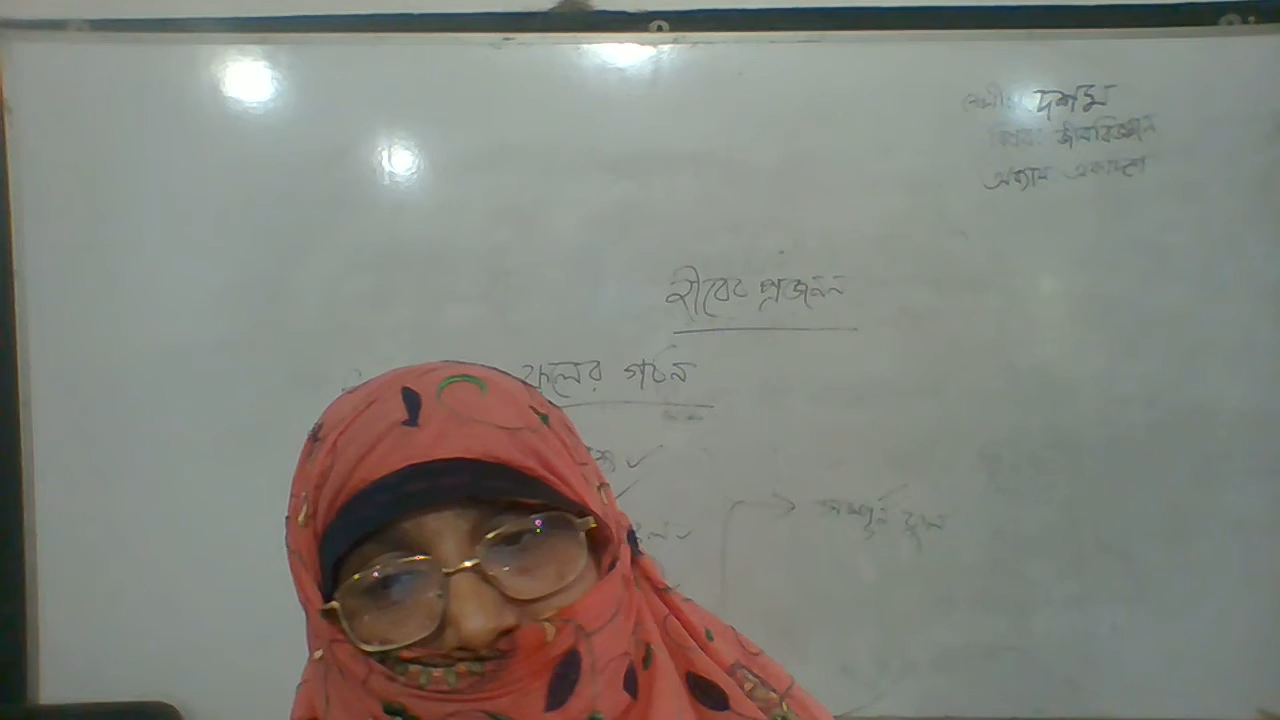 শ্রেণী: দশম
বিষয়: জীববিজ্ঞান
অধ্যায় একাদশ
জীবের প্রজনন
ফুলের গঠন
সম্পূর্ণ ফুল